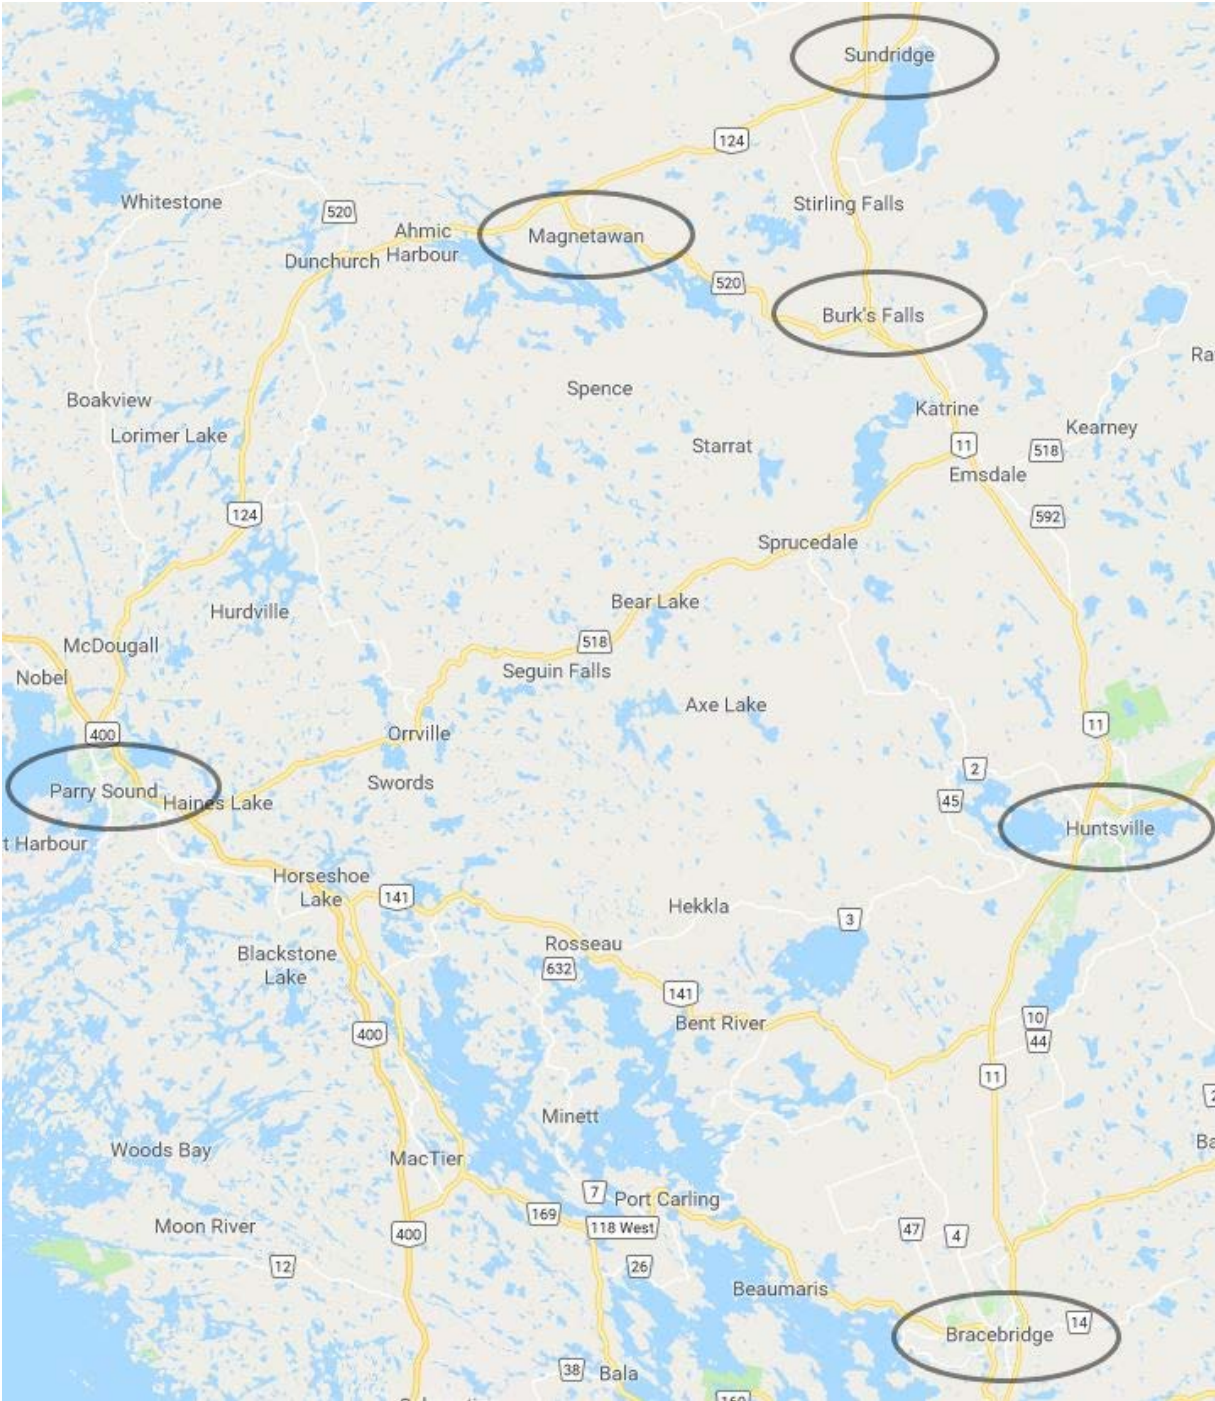 Sundridge
124
Whitestone
520
Stirling Falls
Ahmic
Harbour
Magnetawan
Dunchurch
520
Burk's Falls
Ra
Spence
Boakview
Katrine
Kearney
Lorimer Lake
Starrat
11
518
Emsdale
124
592
Sprucedale
Bear Lake
Hurdville
McDougall
518
Seguin Falls
Nobel
Axe Lake
11
400
Orrville
2
Swords
Parry Sound
Haines Lake
45
Huntsville
t Harbour
Horseshoe
Lake
141
Hekkla
3
Rosseau
Blackstone
Lake
632
141
10
Bent River
400
44
11
2
Minett
Ba
Woods Bay
MacTier
7
Port Carling
169
118 West
Moon River
400
47
4
12
26
Beaumaris
14
Bracebridge
38
Bala
169